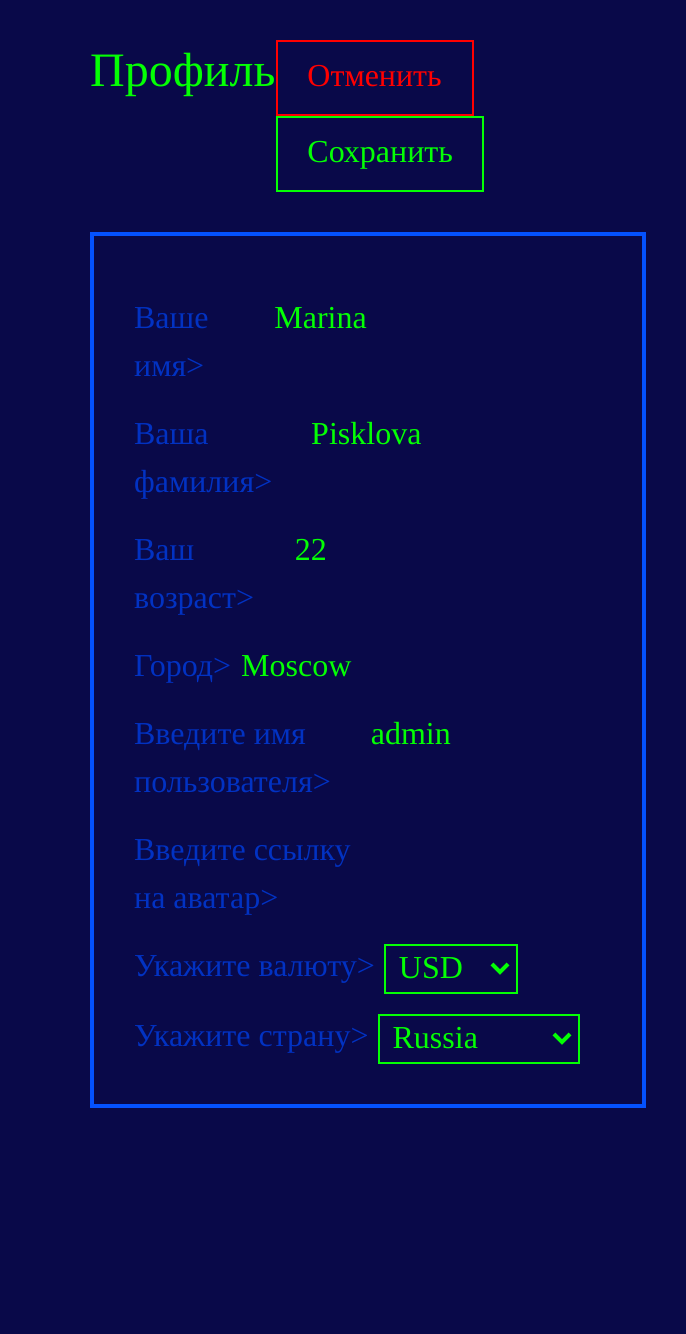 Профиль Отменить
Сохранить
Ваше Marina
имя>
Ваша Pisklova
фамилия>
Ваш 22
возраст>
Город> Moscow
Введите имя admin
пользователя>
Введите ссылку
на аватар>
Укажите валюту> USD
Укажите страну> Russia